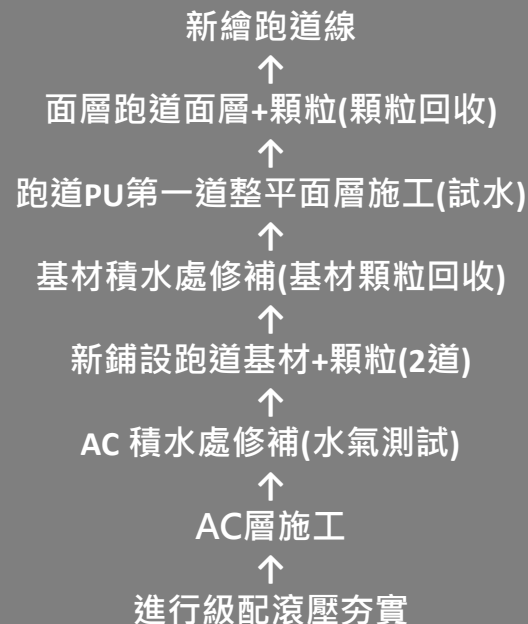 新繪跑道線
↑
面層跑道面層+顆粒(顆粒回收)
↑
跑道PU第一道整平面層施工(試水)
↑
基材積水處修補(基材顆粒回收)
↑
新鋪設跑道基材+顆粒(2道)
↑
AC 積水處修補(水氣測試)
↑
AC層施工
↑
進行級配滾壓夯實